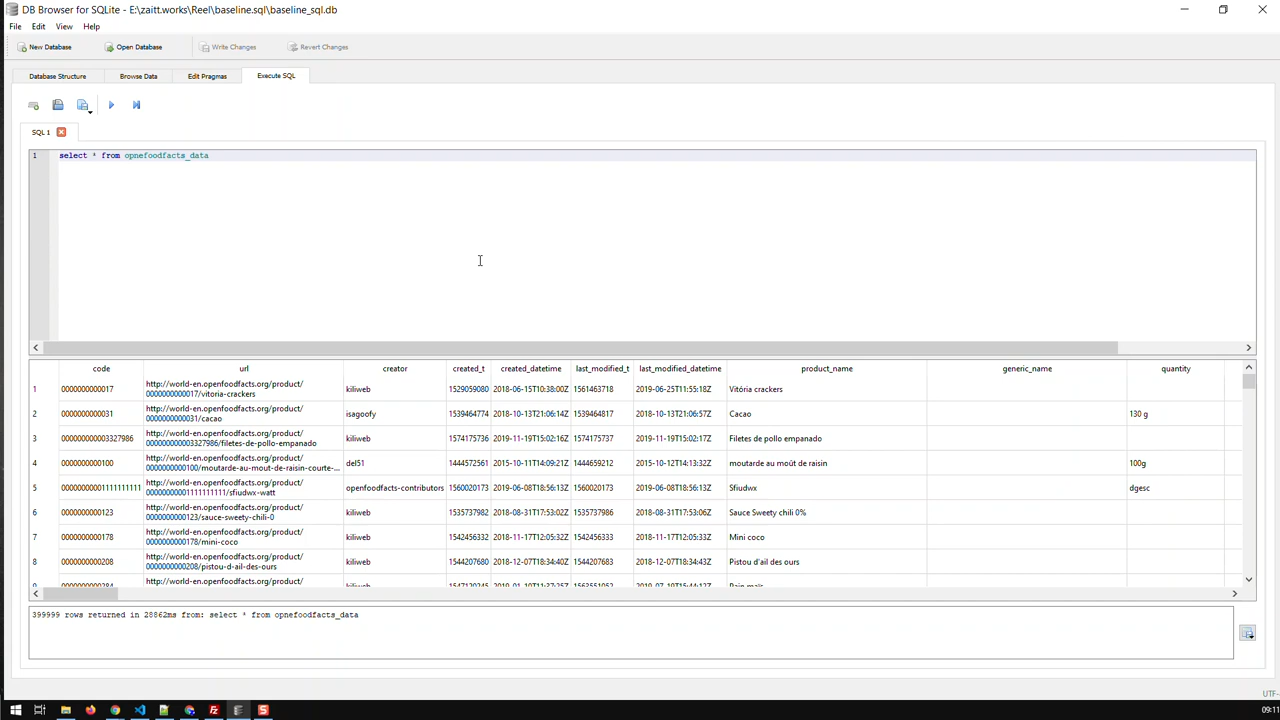 DB Browser for SQLite - E:\zaitt.works\Reel\baseline.sql\baseline_sql.db
File Edit View Help
New Database Open Database Write Changes Revert Changes
Database Structure Browse Data Edit Pragmas Execute SQL
SQL 1
1 select * from opnefoodfacts_data
code url creator created_t created_datetime last_modified_t last_modified_datetime product_name generic_name quantity
1 0000000000017 http://world-en.openfoodfacts.org/product/
0000000000017/vitoria-crackers kiliweb 1529059080 2018-06-15T10:38:00Z 1561463718 2019-06-25T11:55:18Z Vitória crackers
2 0000000000031 http://world-en.openfoodfacts.org/product/
0000000000031/cacao isagoofy 1539464774 2018-10-13T21:06:14Z 1539464817 2018-10-13T21:06:57Z Cacao 130 g
3 000000000003327986 http://world-en.openfoodfacts.org/product/
000000000003327986/filetes-de-pollo-empanado kiliweb 1574175736 2019-11-19T15:02:16Z 1574175737 2019-11-19T15:02:17Z Filetes de pollo empanado
4 0000000000100 http://world-en.openfoodfacts.org/product/
0000000000100/moutarde-au-mout-de-raisin-courte-... del51 1444572561 2015-10-11T14:09:21Z 1444659212 2015-10-12T14:13:32Z moutarde au moût de raisin 100g
5 0000000001111111111 http://world-en.openfoodfacts.org/product/
0000000001111111111/sfiudwx-watt openfoodfacts-contributors 1560020173 2019-06-08T18:56:13Z 1560020173 2019-06-08T18:56:13Z Sfiudwx dgesc
6 0000000000123 http://world-en.openfoodfacts.org/product/
0000000000123/sauce-sweety-chili-0 kiliweb 1535737982 2018-08-31T17:53:02Z 1535737986 2018-08-31T17:53:06Z Sauce Sweety chili 0%
7 0000000000178 http://world-en.openfoodfacts.org/product/
0000000000178/mini-coco kiliweb 1542456332 2018-11-17T12:05:32Z 1542456333 2018-11-17T12:05:33Z Mini coco
8 0000000000208 http://world-en.openfoodfacts.org/product/
0000000000208/pistou-d-ail-des-ours kiliweb 1544207680 2018-12-07T18:34:40Z 1544207683 2018-12-07T18:34:43Z Pistou d'ail des ours
http://world-en.openfoodfacts.org/product/
399999 rows returned in 28862ms from: select * from opnefoodfacts_data
UTF-
09:11